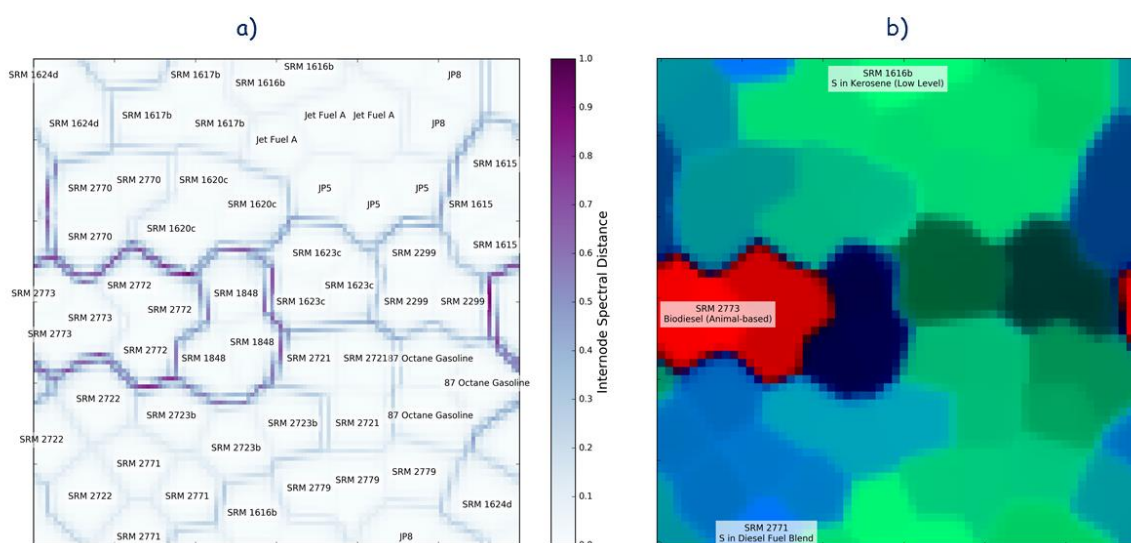 a)
b)
SRM 1624d
SRM 1617b
SRM 1616b
SRM 1616b
JP8
SRM 1624d
SRM 1617b
SRM 1617b
Jet Fuel A
Jet Fuel A
Jet Fuel A
JP8
SRM 1615
SRM 2770
SRM 2770
SRM 1620c
SRM 1620c
JP5
JP5
JP5
SRM 1615
SRM 2770
SRM 1620c
SRM 1615
SRM 1623c
SRM 2299
SRM 2773
SRM 2772
SRM 1848
SRM 1623c
SRM 1623c
SRM 2299
SRM 2299
SRM 2773
SRM 2772
SRM 2773
SRM 2772
SRM 1848
SRM 1848
SRM 2721
SRM 2721
87 Octane Gasoline
87 Octane Gasoline
SRM 2722
SRM 2723b
SRM 2723b
SRM 2721
87 Octane Gasoline
SRM 2722
SRM 2723b
SRM 2771
SRM 2779
SRM 2779
SRM 2779
SRM 2722
SRM 2771
SRM 1616b
SRM 1624d
SRM 2771
JP8
1.0
0.9
0.8
0.7
0.6
0.5
0.4
0.3
0.2
0.1
0.0
Internode Spectral Distance
SRM 1616b
S in Kerosene (Low Level)
SRM 2773
Biodiesel (Animal-based)
SRM 2771
S in Diesel Fuel Blend